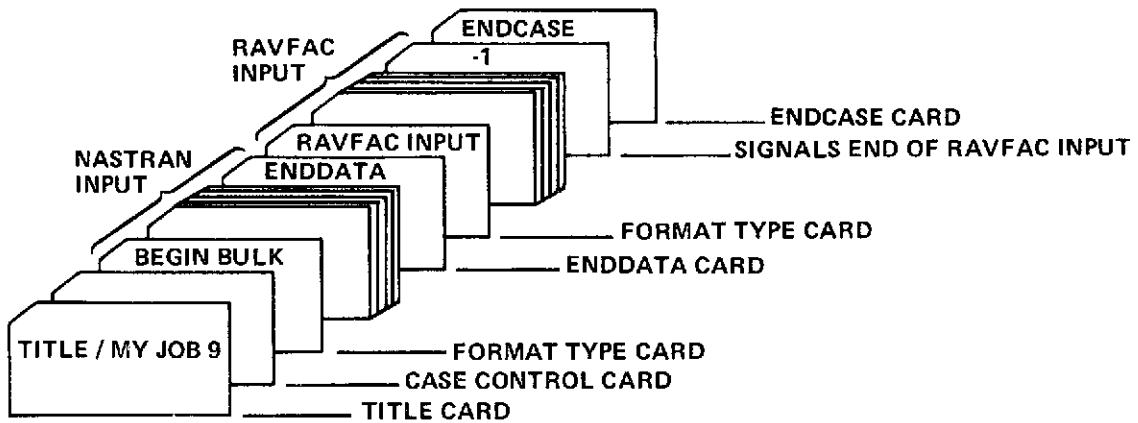 ENDCASE
RAVFAC
INPUT
-1
ENDCASE CARD
RAVFAC INPUT
SIGNALS END OF RAVFAC INPUT
NASTRAN
INPUT
ENDDATA
FORMAT TYPE CARD
BEGIN BULK
ENDDATA CARD
TITLE / MY JOB 9
FORMAT TYPE CARD
CASE CONTROL CARD
TITLE CARD